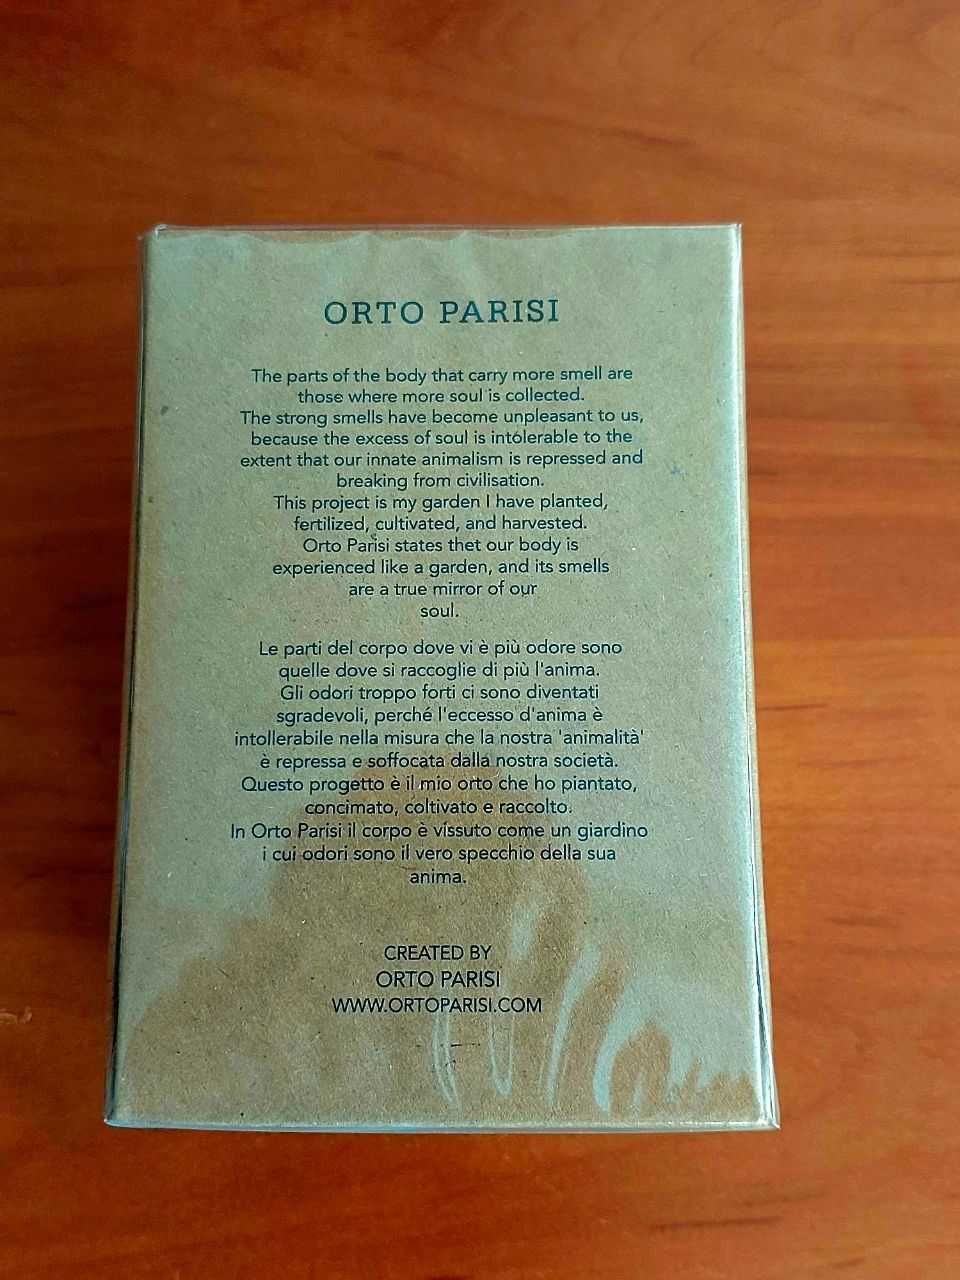 ORTO PARISI
The parts of the body that carry more smell are
those where more soul is collected.
The strong smells have become unpleasant to us,
because the excess of soul is intolerable to the
extent that our innate animalism is repressed and
breaking from civilisation.
This project is my garden I have planted,
fertilized, cultivated, and harvested.
Orto Parisi states thet our body is
experienced like a garden, and its smells
are a true mirror of our
soul.
Le parti del corpo dove vi è più odore sono
quelle dove si raccoglie di più l'anima.
Gli odori troppo forti ci sono diventati
sgradevoli, perché l'eccesso d'anima è
intollerabile nella misura che la nostra 'animalità'
è repressa e soffocata dalla nostra società.
Questo progetto è il mio orto che ho piantato,
concimato, coltivato e raccolto.
In Orto Parisi il corpo è vissuto come un giardino
i cui odori sono il vero specchio della sua
anima.
CREATED BY
ORTO PARISI
WWW.ORTOPARISI.COM